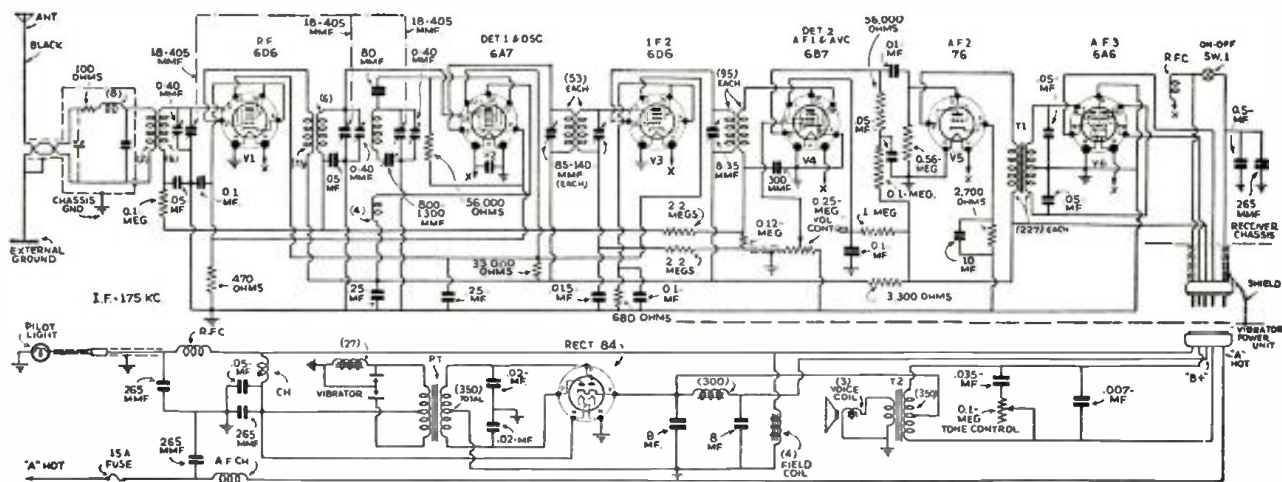 ANT
BLACK
100
OHMS
(8)
18-405
MMF
0-40
MMF
18-405
MMF
R F
6D6
V1
80
MMF
18-405
MMF
0-40
MMF
DET 1 & OSC
6A7
(53)
EACH
I F 2
6D6
V3
(95)
EACH
DET. 2
A F 1 & AVC
6B7
V4
56,000
OHMS
.01-
MF
A F 2
76
V5
A F 3
6A6
V6
R.F.C
ON-OFF
SW.1
0.5-
MF
265
MMF
RECEIVER
CHASSIS
CHASSIS
GND
EXTERNAL
GROUND
0.1
MEG
.05
MF
0.1
MF
470
OHMS
I.F.=175 KC
(6)
.05
MF
0-40
MMF
(4)
800-
1300
MMF
56,000
OHMS
85-140
MMF
(EACH)
8-35
MMF
300
MMF
.05
MF
0.56-
MEG
0.1-MEG.
0.25-
MEG
VOL
CONT.
0.12-
MEG
2.2
MEGS
2.2
MEGS
1 MEG
0.1-
MF
2,700
OHMS
10
MF
T1
.05-
MF
.05
MF
(227) EACH
33,000
OHMS
.25
MF
.25
MF
.015
MF
0.1-
MF
680 OHMS
3,300 OHMS
SHIELD
VIBRATOR
POWER
UNIT
"A"
HOT
"B+"
PILOT
LIGHT
R.F.C
265
MMF
.05-
MF
CH
265
MMF
265
MMF
(27)
VIBRATOR
PT
(350)
TOTAL
.02-
MF.
.02-MF
RECT 84
(300)
8
MF.
8
MF
(4)
FIELD
COIL
(3)
VOICE
COIL
T2
(350)
.035-
MF
0.1-
MEG
TONE CONTROL
.007-
MF
"A" HOT
15 A
FUSE
A F CH